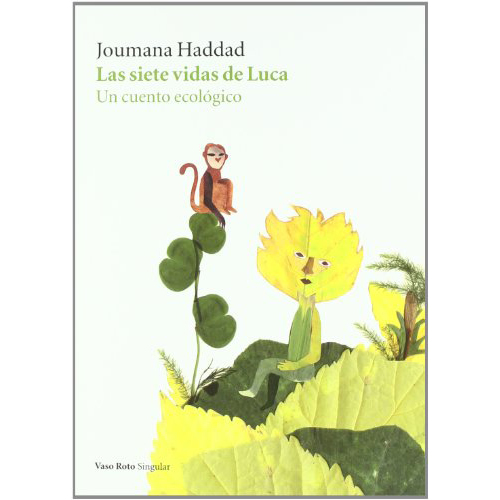 Joumana Haddad
Las siete vidas de Luca
Un cuento ecológico
Vaso Roto Singular